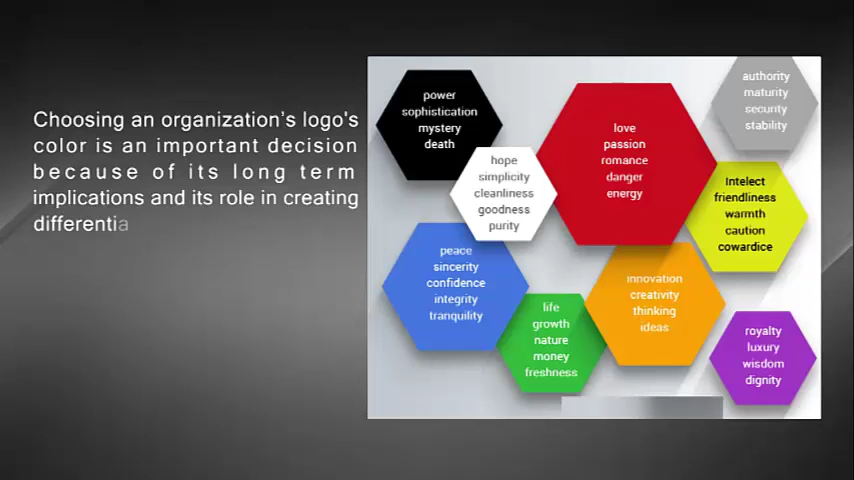 Choosing an organization's logo's
color is an important decision
because of its long term
implications and its role in creating
differentia
power
sophistication
mystery
death
hope
simplicity
cleanliness
goodness
purity
love
passion
romance
danger
energy
authority
maturity
security
stability
Intelect
friendliness
warmth
caution
cowardice
peace
sincerity
confidence
integrity
tranquility
life
growth
nature
money
freshness
innovation
creativity
thinking
ideas
royalty
luxury
wisdom
dignity